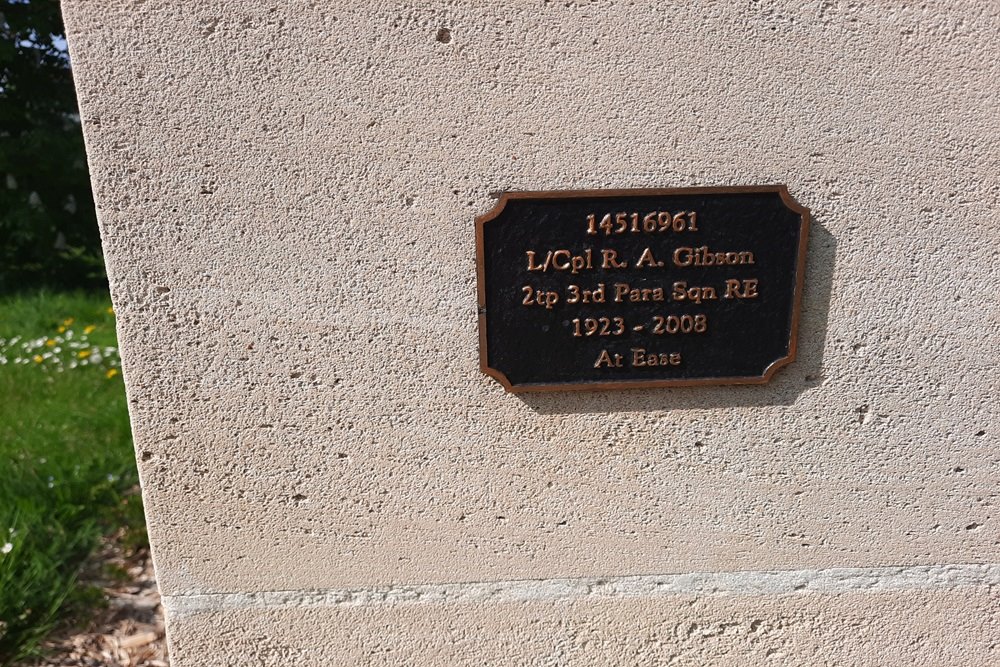 14516961
L/Cpl R. A. Gibson
2tp 3rd Para Sqn RE
1923 - 2008
At Ease